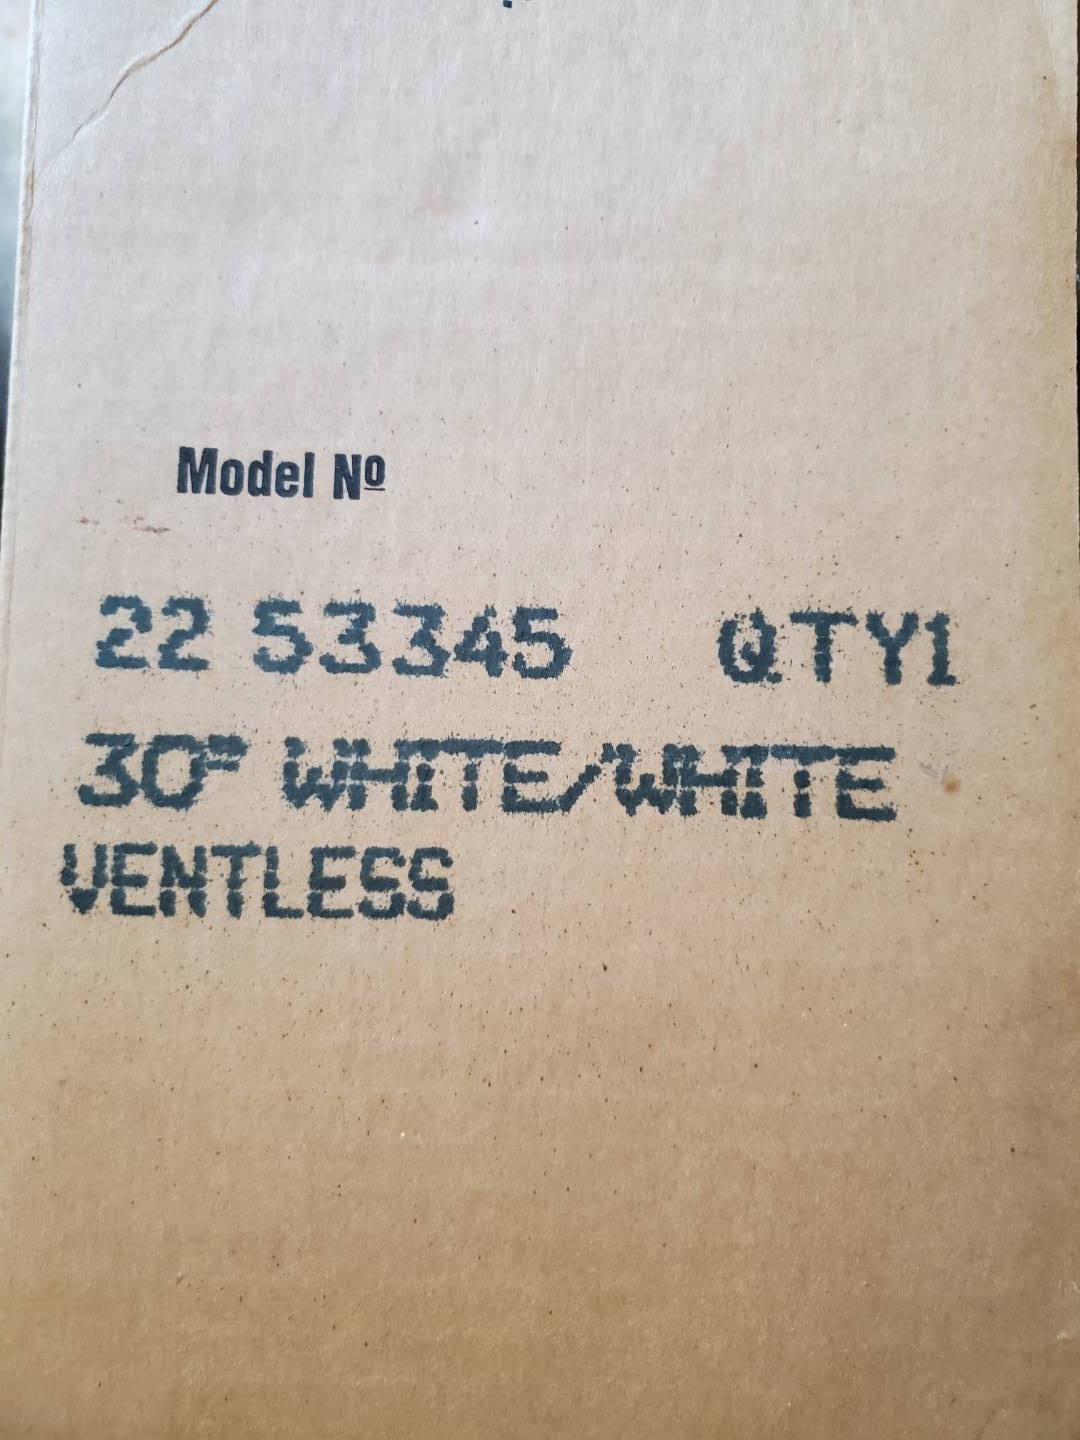 Model Nº
22 53345 QTY1
30" WHITE/WHITE
VENTLESS